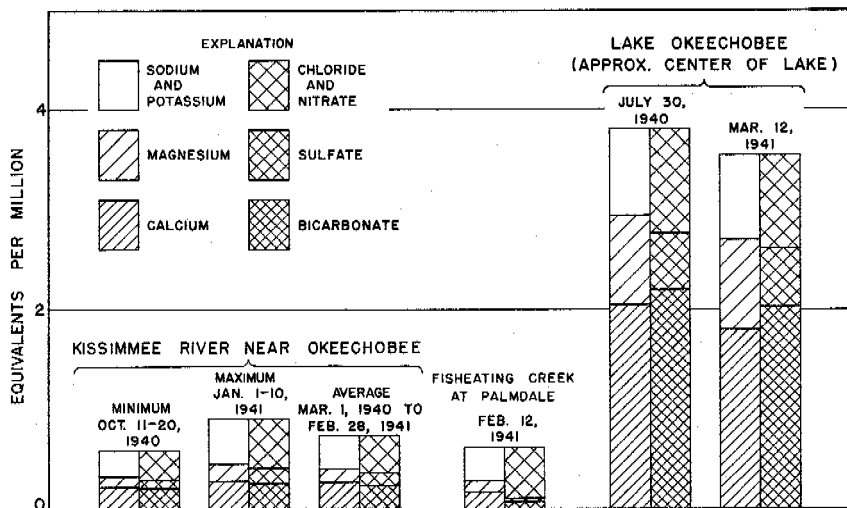 EXPLANATION
SODIUM
AND
POTASSIUM
CHLORIDE
AND
NITRATE
MAGNESIUM
SULFATE
CALCIUM
BICARBONATE
LAKE OKEECHOBEE
(APPROX. CENTER OF LAKE)
JULY 30,
1940
MAR. 12,
1941
EQUIVALENTS PER MILLION
4
2
0
KISSIMMEE RIVER NEAR OKEECHOBEE
MINIMUM
OCT. 11-20,
1940
MAXIMUM
JAN. 1-10,
1941
AVERAGE
MAR. 1, 1940 TO
FEB. 28, 1941
FISHEATING CREEK
AT PALMDALE
FEB. 12,
1941